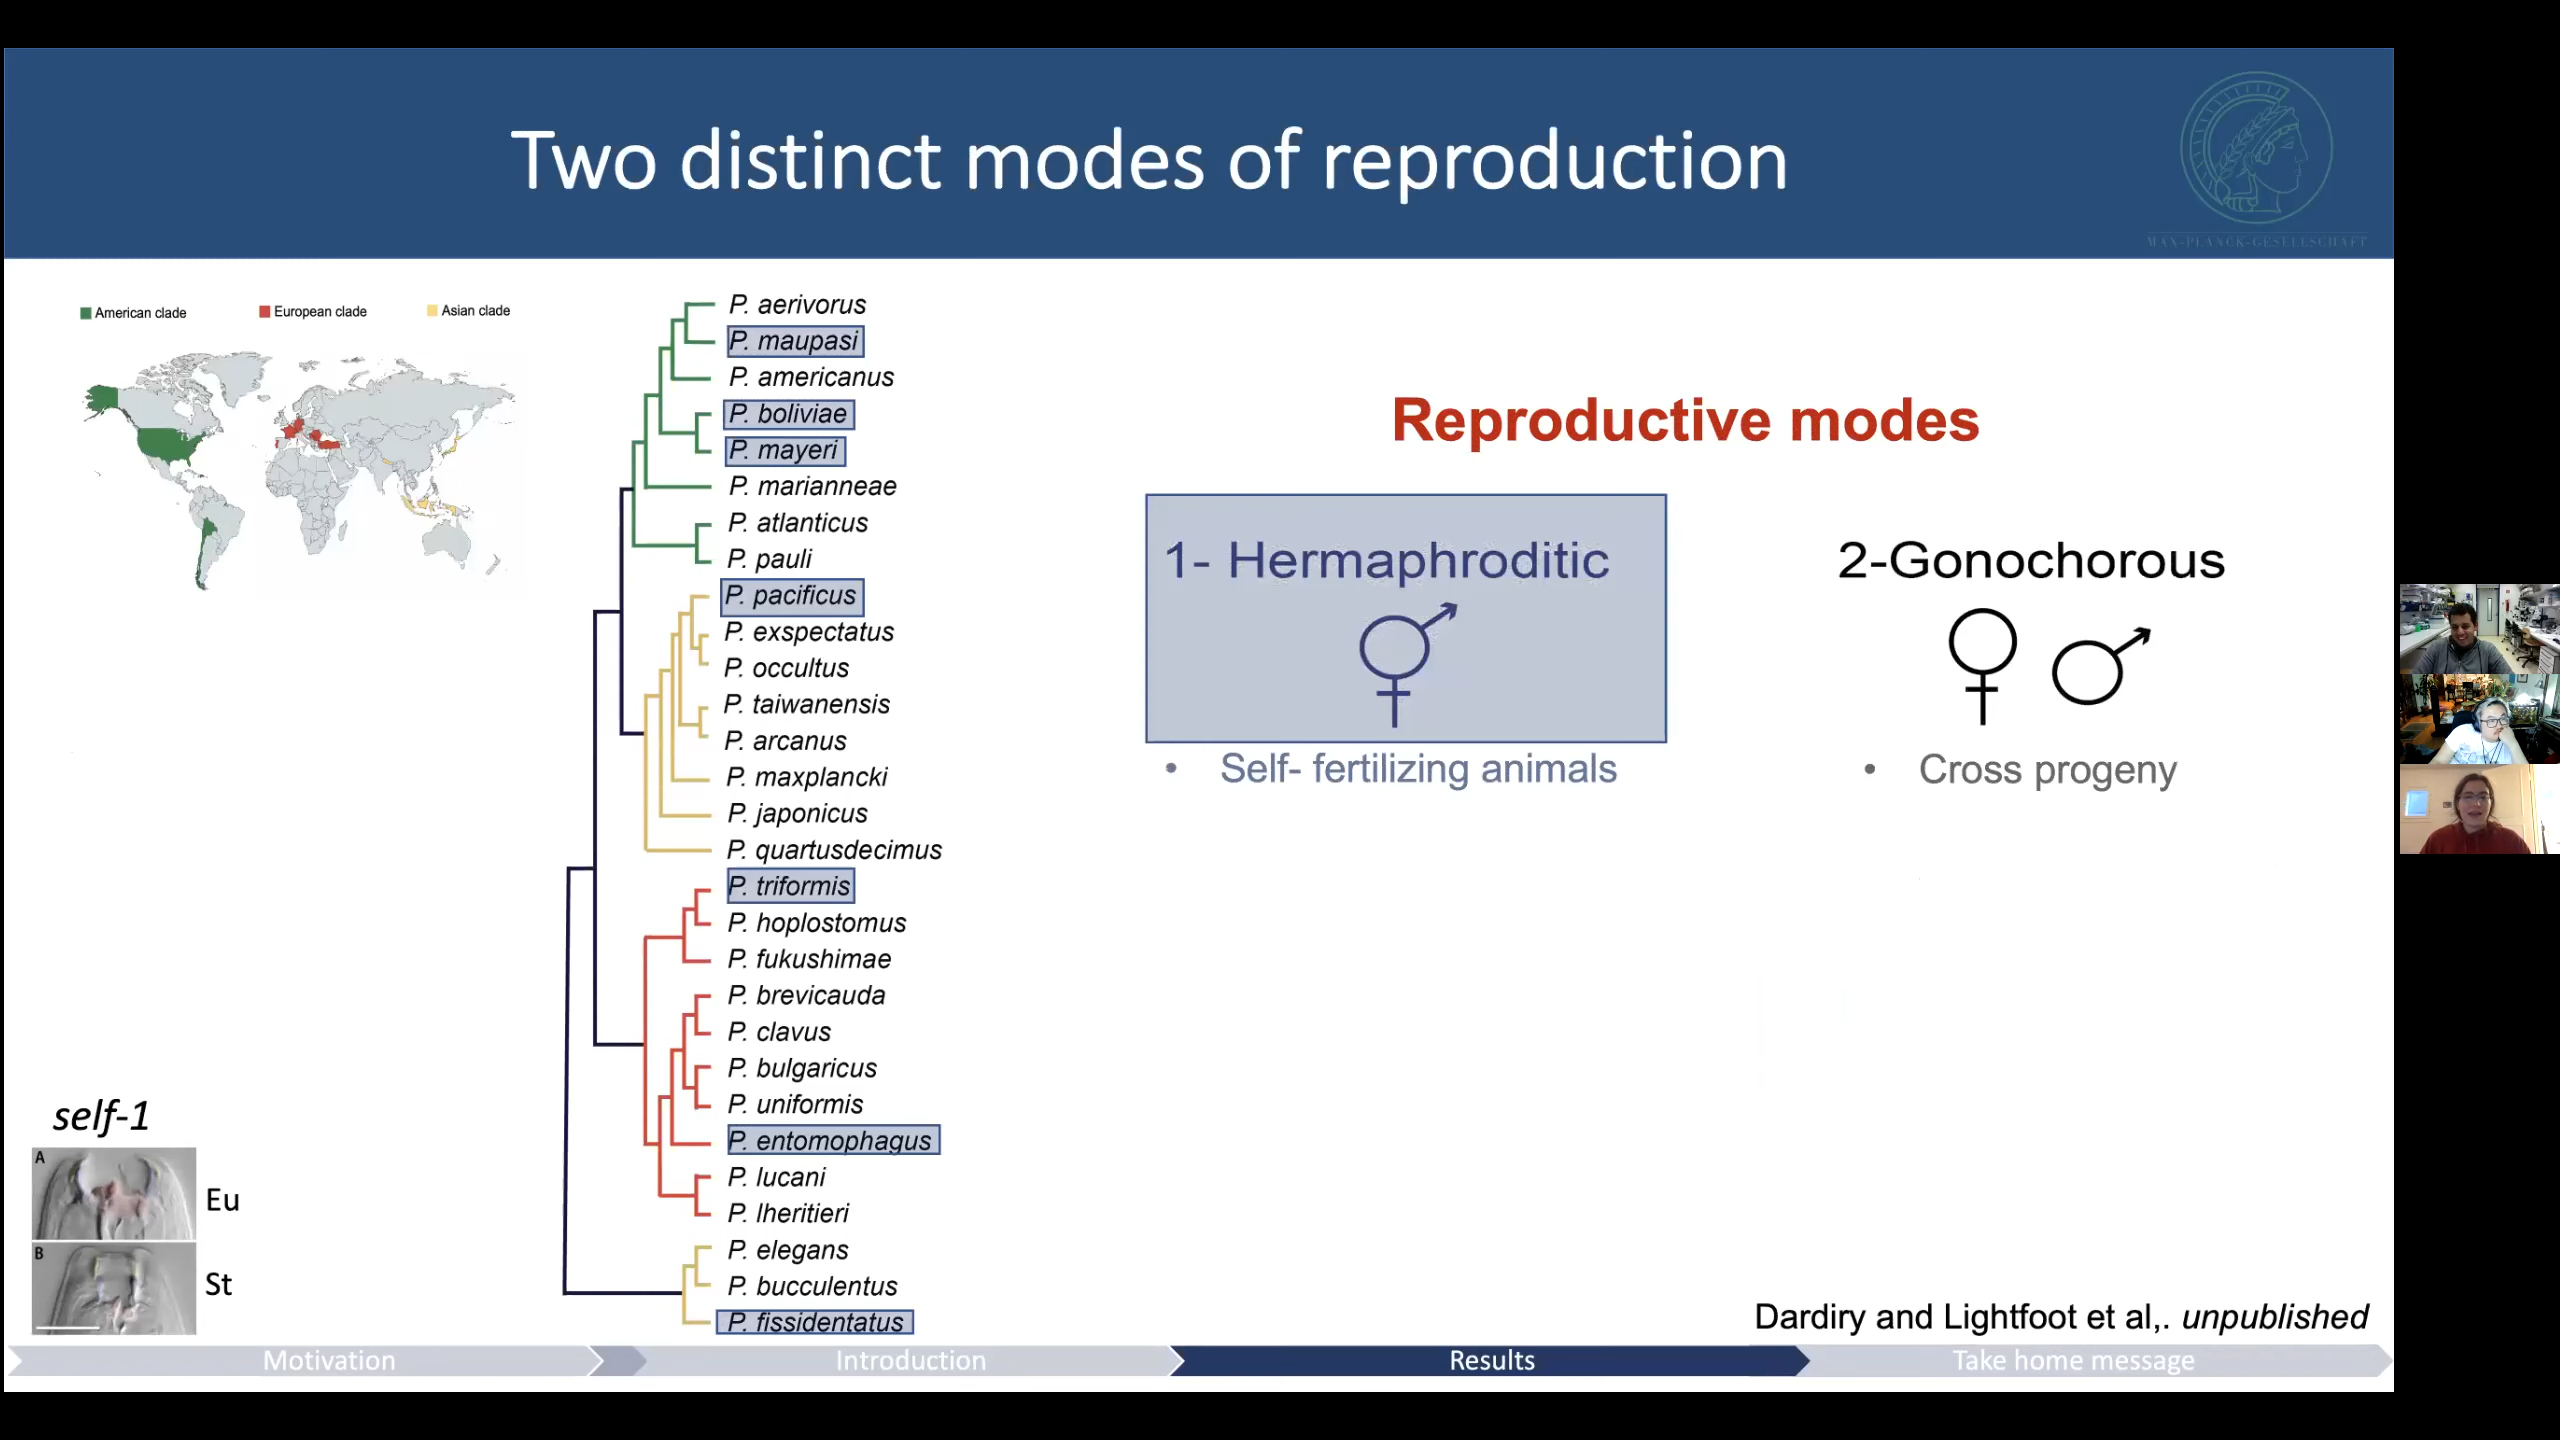 Two distinct modes of reproduction
MAX-PLANCK-GESELLSCHAFT
American clade
European clade
Asian clade
P. aerivorus
P. maupasi
P. americanus
P. boliviae
P. mayeri
P. marianneae
P. atlanticus
P. pauli
P. pacificus
P. exspectatus
P. occultus
P. taiwanensis
P. arcanus
P. maxplancki
P. japonicus
P. quartusdecimus
P. triformis
P. hoplostomus
P. fukushimae
P. brevicauda
P. clavus
P. bulgaricus
P. uniformis
P. entomophagus
P. lucani
P. lheritieri
P. elegans
P. bucculentus
P. fissidentatus
Reproductive modes
1- Hermaphroditic
• Self- fertilizing animals
2-Gonochorous
• Cross progeny
self-1
A
Eu
B
St
Dardiry and Lightfoot et al,. unpublished
Motivation
Introduction
Results
Take home message